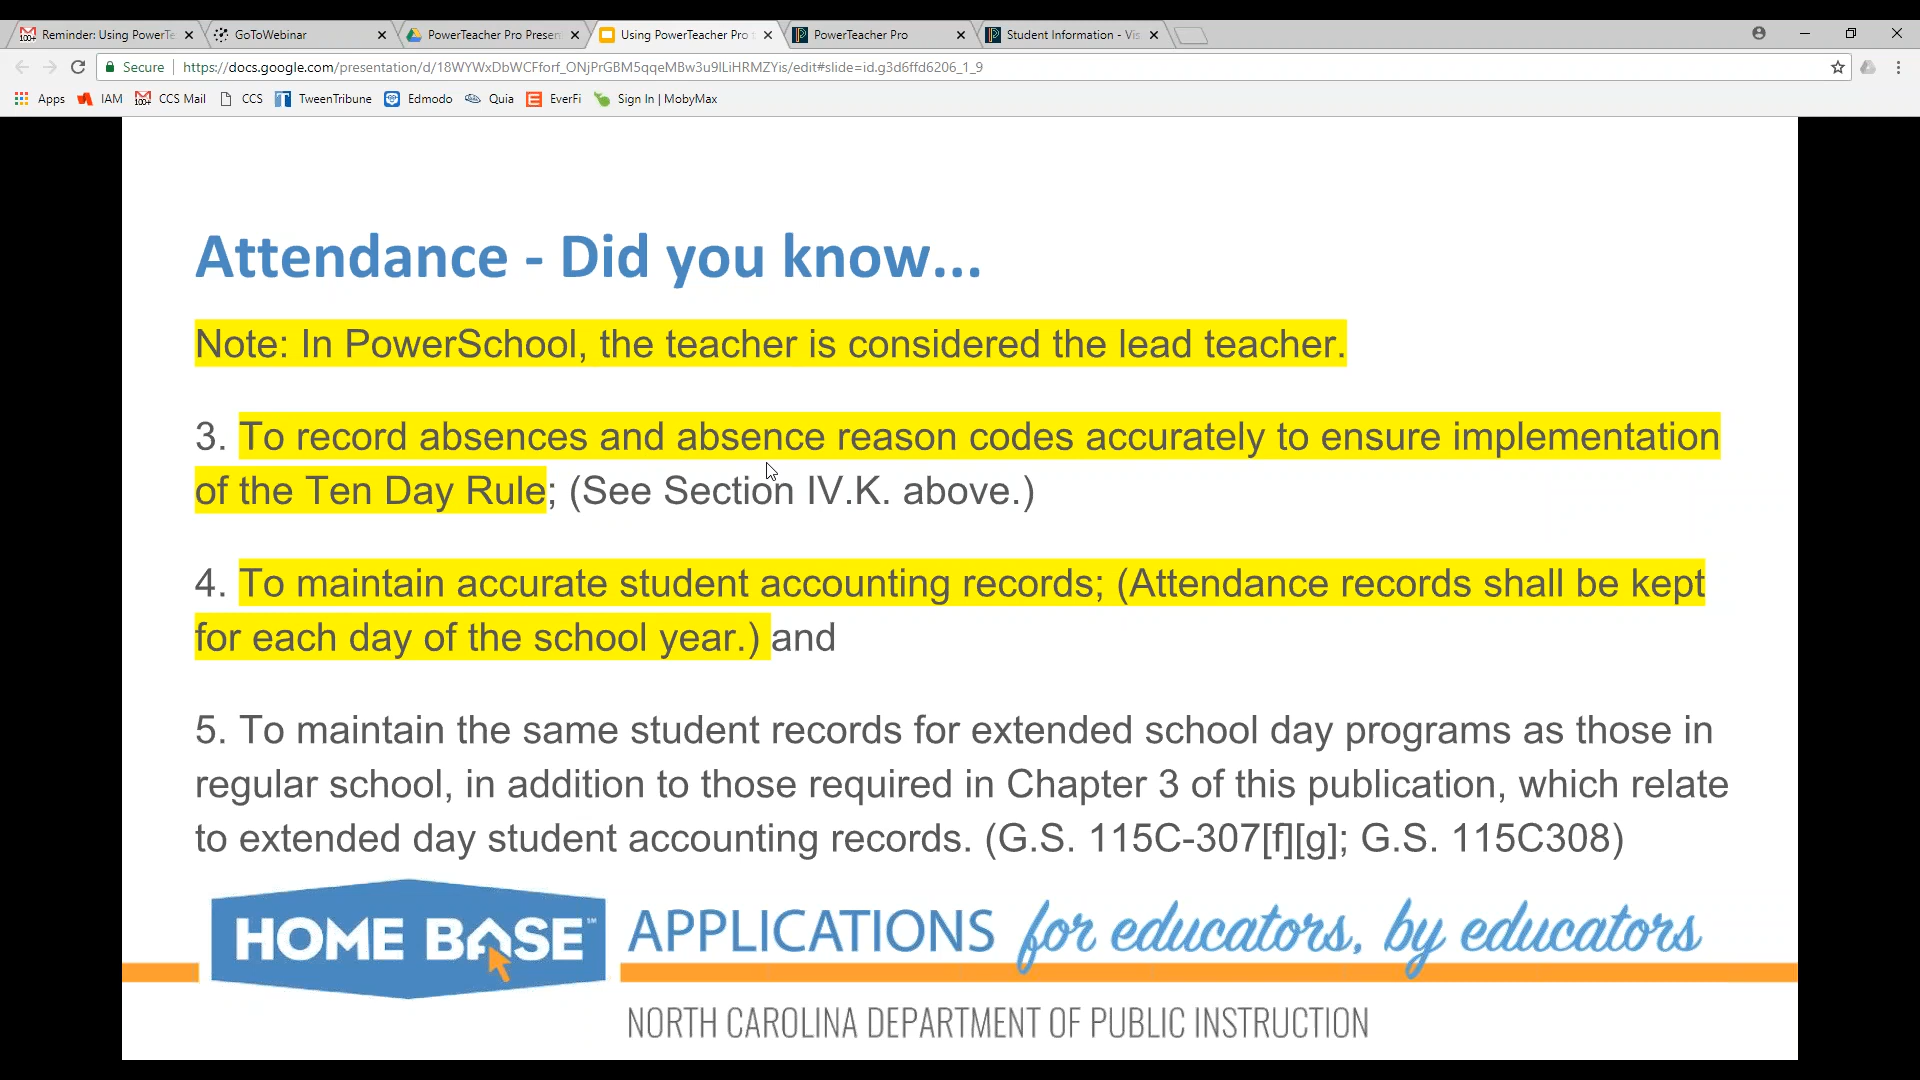 Reminder: Using PowerTe
GoToWebinar
PowerTeacher Pro Presen
Using PowerTeacher Pro
PowerTeacher Pro
Student Information - Vis
Secure
https://docs.google.com/presentation/d/18WYWxDbWCFforf_ONjPrGBM5qqeMBw3u9lLiHRMZYis/edit#slide=id.g3d6ffd6206_1_9
Apps
IAM
CCS Mail
CCS
TweenTribune
Edmodo
Quia
EverFi
Sign In | MobyMax
Attendance - Did you know...
Note: In PowerSchool, the teacher is considered the lead teacher.
3. To record absences and absence reason codes accurately to ensure implementation
of the Ten Day Rule; (See Section IV.K. above.)
4. To maintain accurate student accounting records; (Attendance records shall be kept
for each day of the school year.) and
5. To maintain the same student records for extended school day programs as those in
regular school, in addition to those required in Chapter 3 of this publication, which relate
to extended day student accounting records. (G.S. 115C-307[f][g]; G.S. 115C308)
HOME BASE™ APPLICATIONS for educators, by educators
NORTH CAROLINA DEPARTMENT OF PUBLIC INSTRUCTION